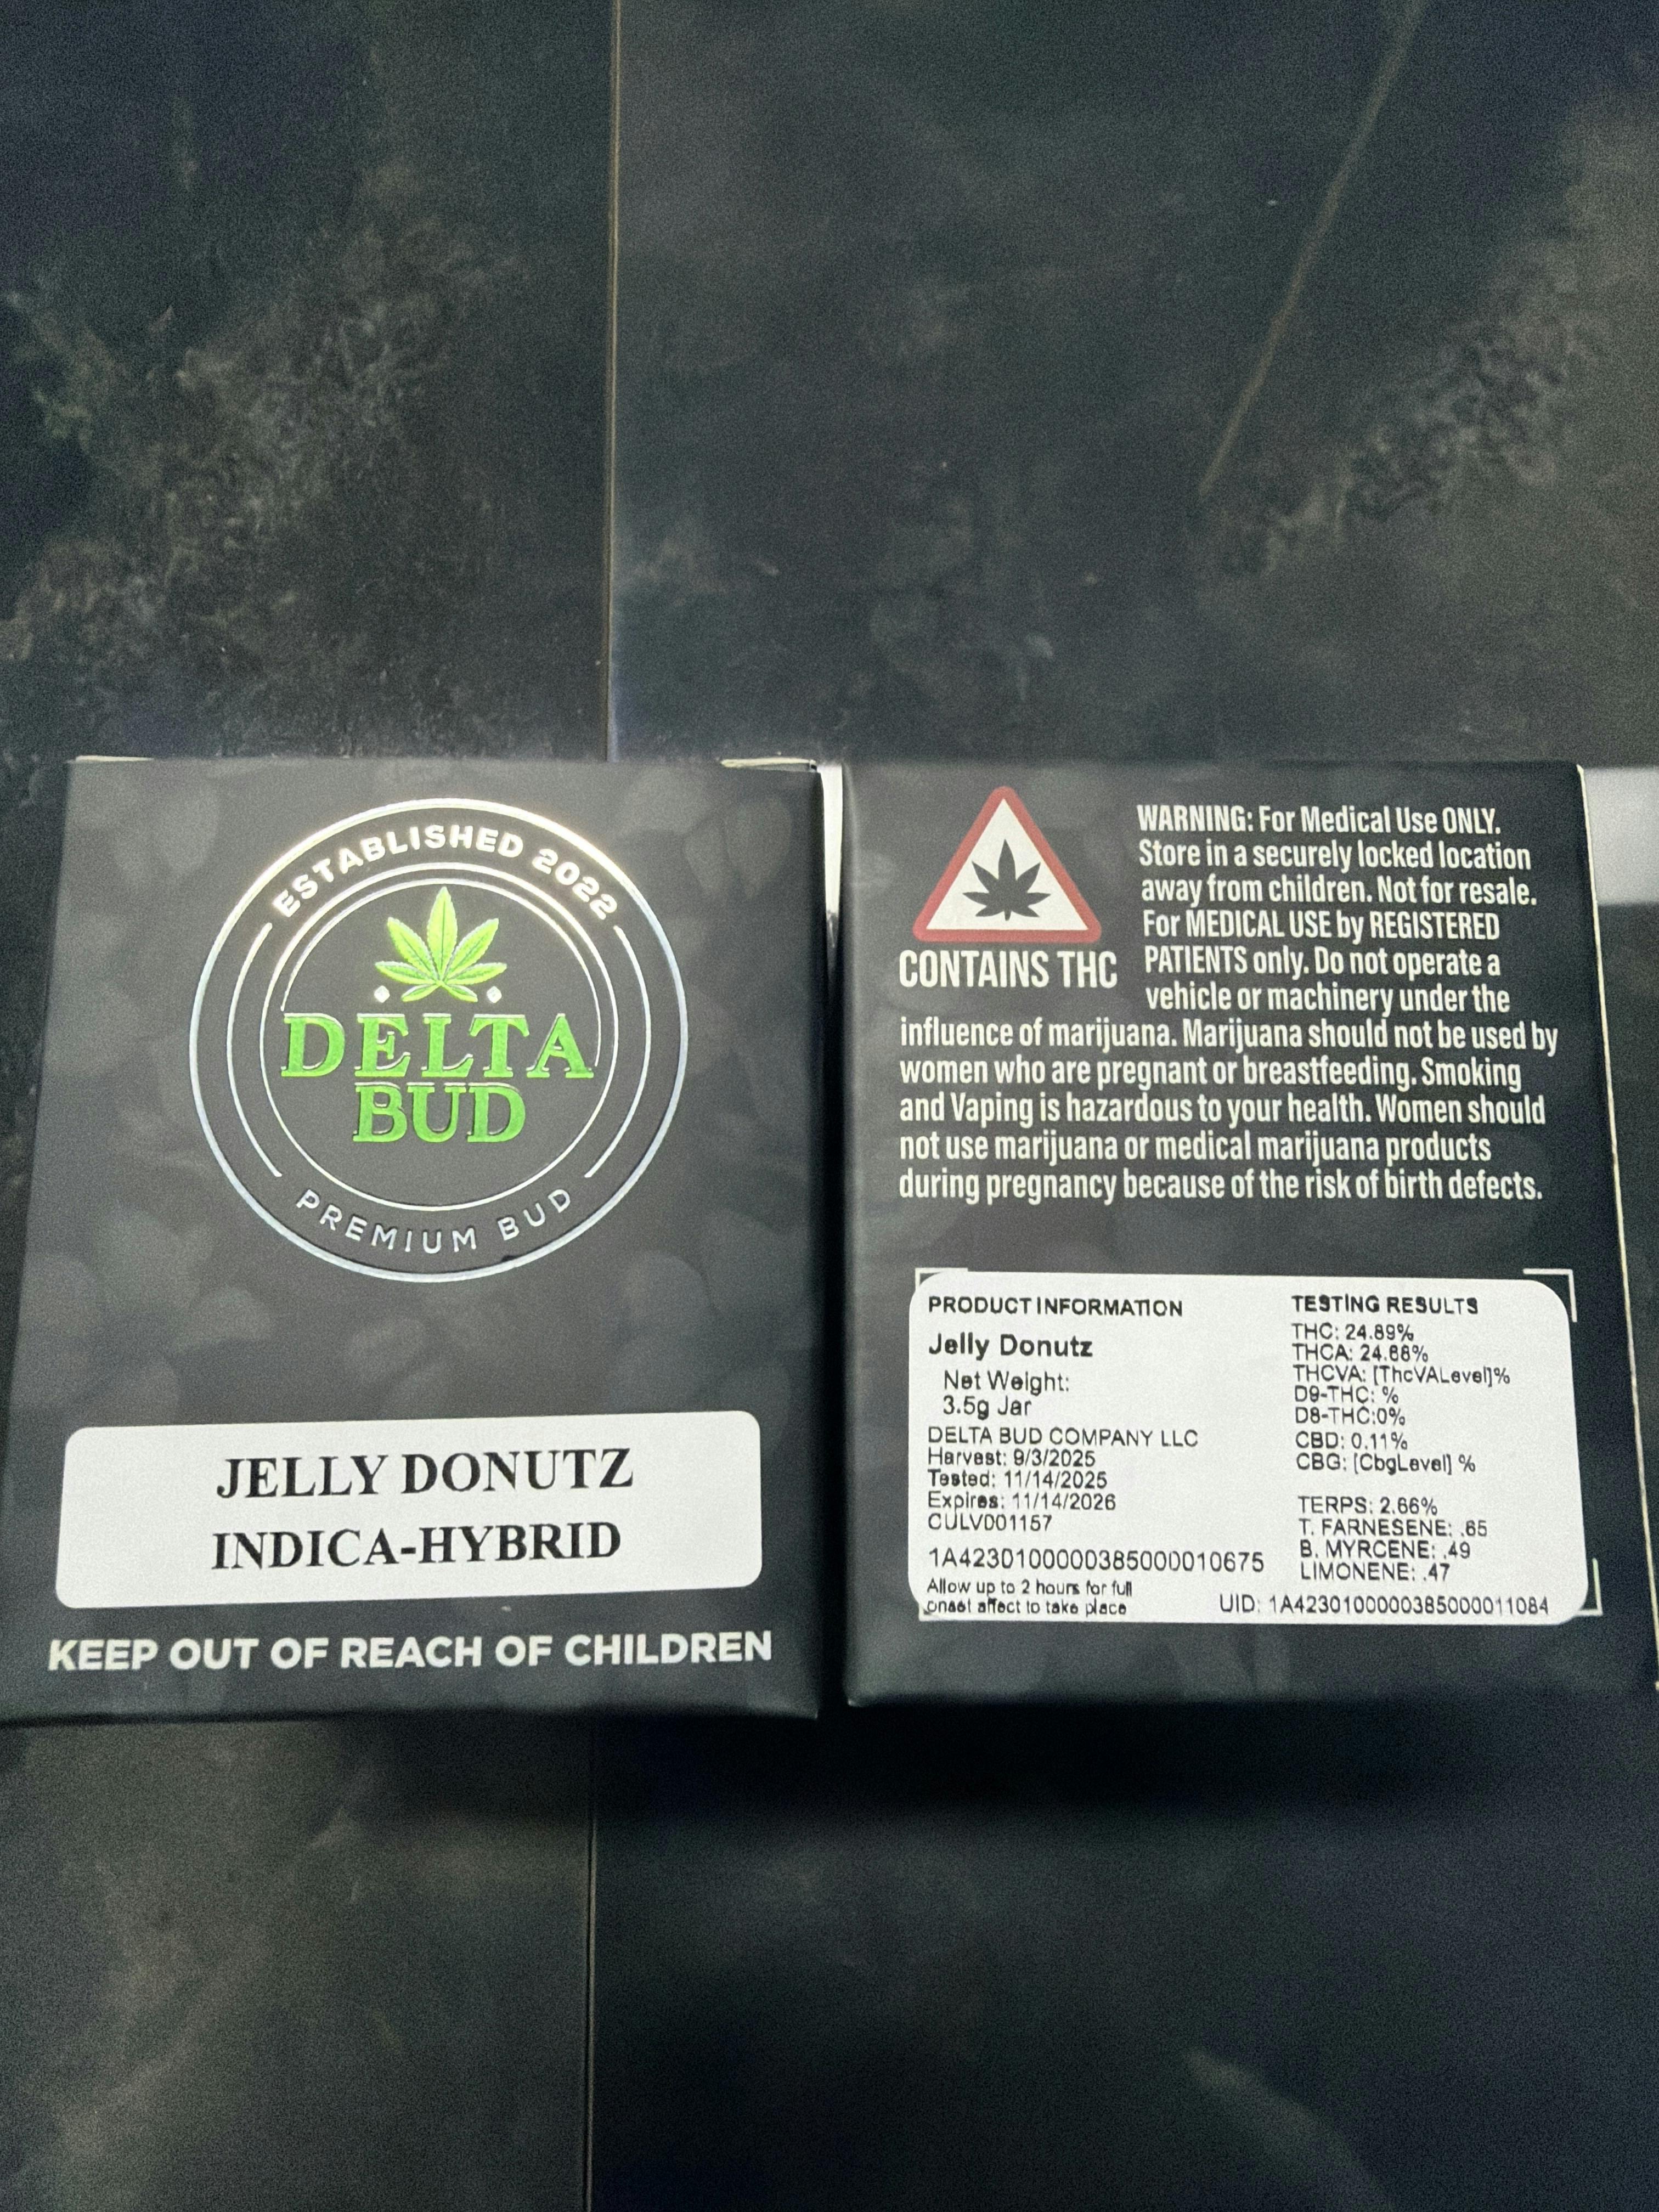 ESTABLISHED 2022
DELTA
BUD
PREMIUM BUD
JELLY DONUTZ
INDICA-HYBRID
KEEP OUT OF REACH OF CHILDREN
CONTAINS THC
WARNING: For Medical Use ONLY.
Store in a securely locked location
away from children. Not for resale.
For MEDICAL USE by REGISTERED
PATIENTS only. Do not operate a
vehicle or machinery under the
influence of marijuana. Marijuana should not be used by
women who are pregnant or breastfeeding. Smoking
and Vaping is hazardous to your health. Women should
not use marijuana or medical marijuana products
during pregnancy because of the risk of birth defects.
PRODUCT INFORMATION
Jelly Donutz
Net Weight:
3.5g Jar
DELTA BUD COMPANY LLC
Harvest: 9/3/2025
Tested: 11/14/2025
Expires: 11/14/2026
CULV001157
1A4230100000385000010675
Allow up to 2 hours for full
onset affect to take place
TESTING RESULTS
THC: 24.89%
THCA: 24.68%
THCVA: [ThcVALevel]%
D9-THC: %
D8-THC:0%
CBD: 0.11%
CBG: [CbgLevel] %
TERPS: 2.66%
T. FARNESENE: .65
B. MYRCENE: .49
LIMONENE: .47
UID: 1A4230100000385000011084